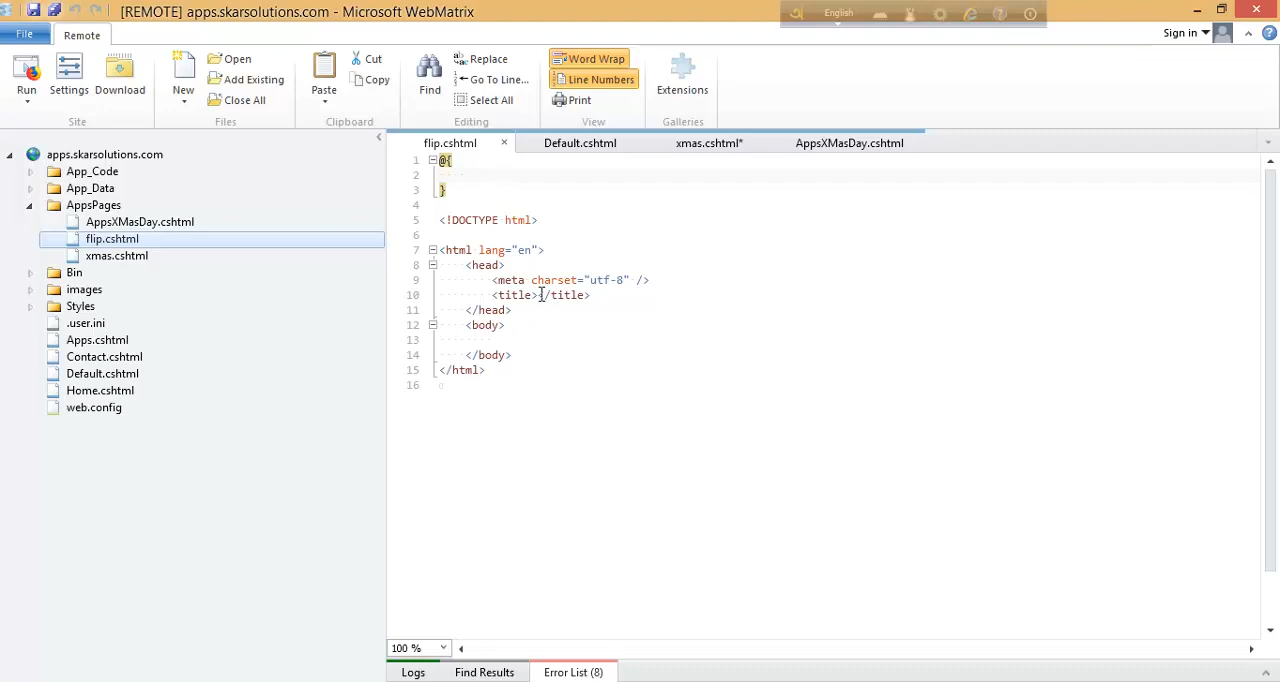 [REMOTE] apps.skarsolutions.com - Microsoft WebMatrix
English
File
Remote
Sign in
Run
Settings
Download
Site
New
Open
Add Existing
Close All
Files
Paste
Cut
Copy
Clipboard
Find
Replace
Go To Line...
Select All
Editing
Word Wrap
Line Numbers
Print
View
Extensions
Galleries
apps.skarsolutions.com
App_Code
App_Data
AppsPages
AppsXMasDay.cshtml
flip.cshtml
xmas.cshtml
Bin
images
Styles
.user.ini
Apps.cshtml
Contact.cshtml
Default.cshtml
Home.cshtml
web.config
flip.cshtml
Default.cshtml
xmas.cshtml*
AppsXMasDay.cshtml
1 @{
2
3 }
4
5 <!DOCTYPE html>
6
7 <html lang="en">
8 <head>
9 <meta charset="utf-8" />
10 <title></title>
11 </head>
12 <body>
13
14 </body>
15 </html>
16
100 %
Logs
Find Results
Error List (8)